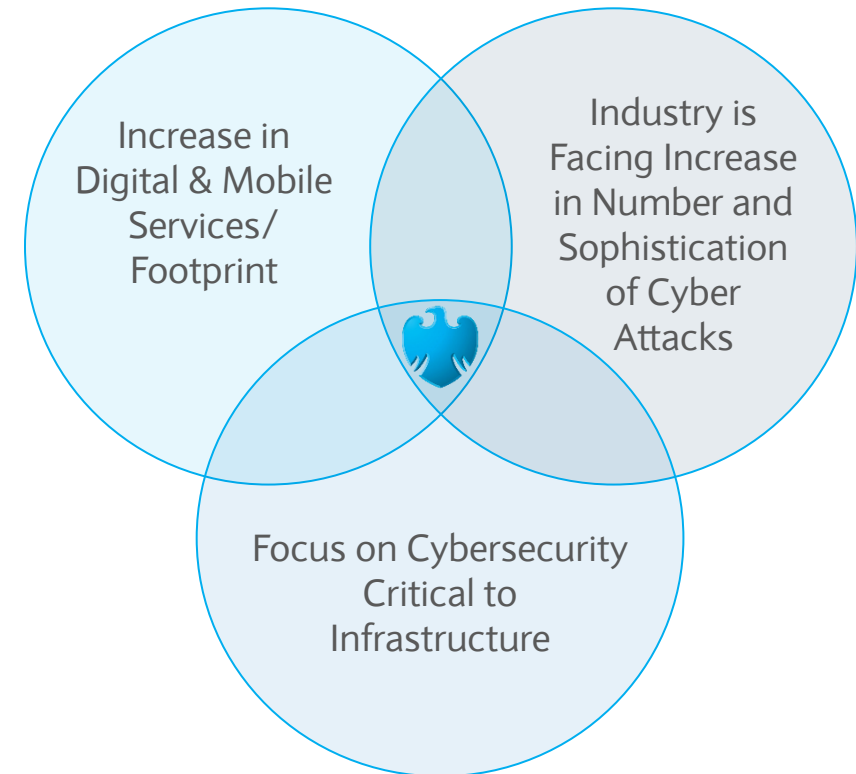 Increase in
Digital & Mobile
Services/
Footprint
Industry is
Facing Increase
in Number and
Sophistication
of Cyber
Attacks
Focus on Cybersecurity
Critical to
Infrastructure